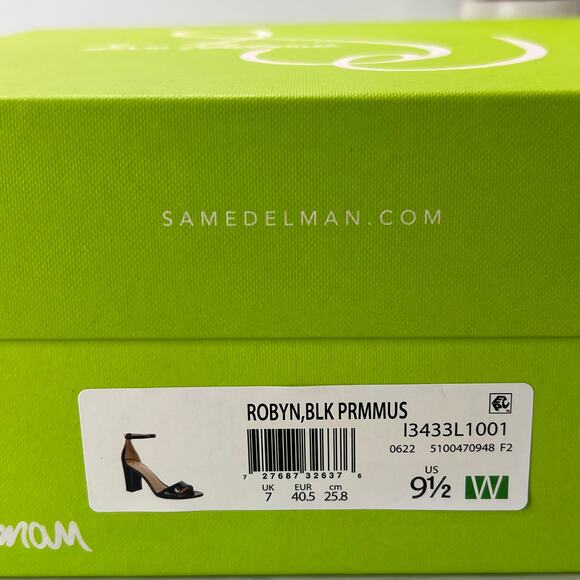 SAMEDELMAN.COM
ROBYN,BLK PRMMUS
I3433L1001
0622 5100470948 F2
7 27687 32637 6
UK EUR cm
7 40.5 25.8
US
9½ W